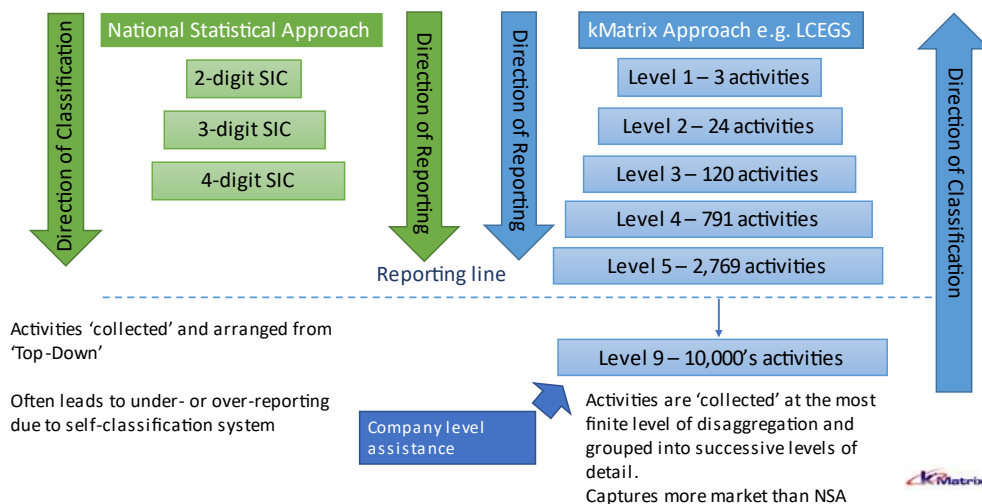 National Statistical Approach
kMatrix Approach e.g. LCEGS
Direction of Classification
2-digit SIC
3-digit SIC
4-digit SIC
Direction of Reporting
Direction of Reporting
Level 1 – 3 activities
Level 2 – 24 activities
Level 3 – 120 activities
Level 4 – 791 activities
Level 5 – 2,769 activities
Direction of Classification
Reporting line
Activities ‘collected’ and arranged from
‘Top-Down’
Often leads to under- or over-reporting
due to self-classification system
Level 9 – 10,000’s activities
Company level
assistance
Activities are ‘collected’ at the most
finite level of disaggregation and
grouped into successive levels of
detail.
Captures more market than NSA
kMatrix